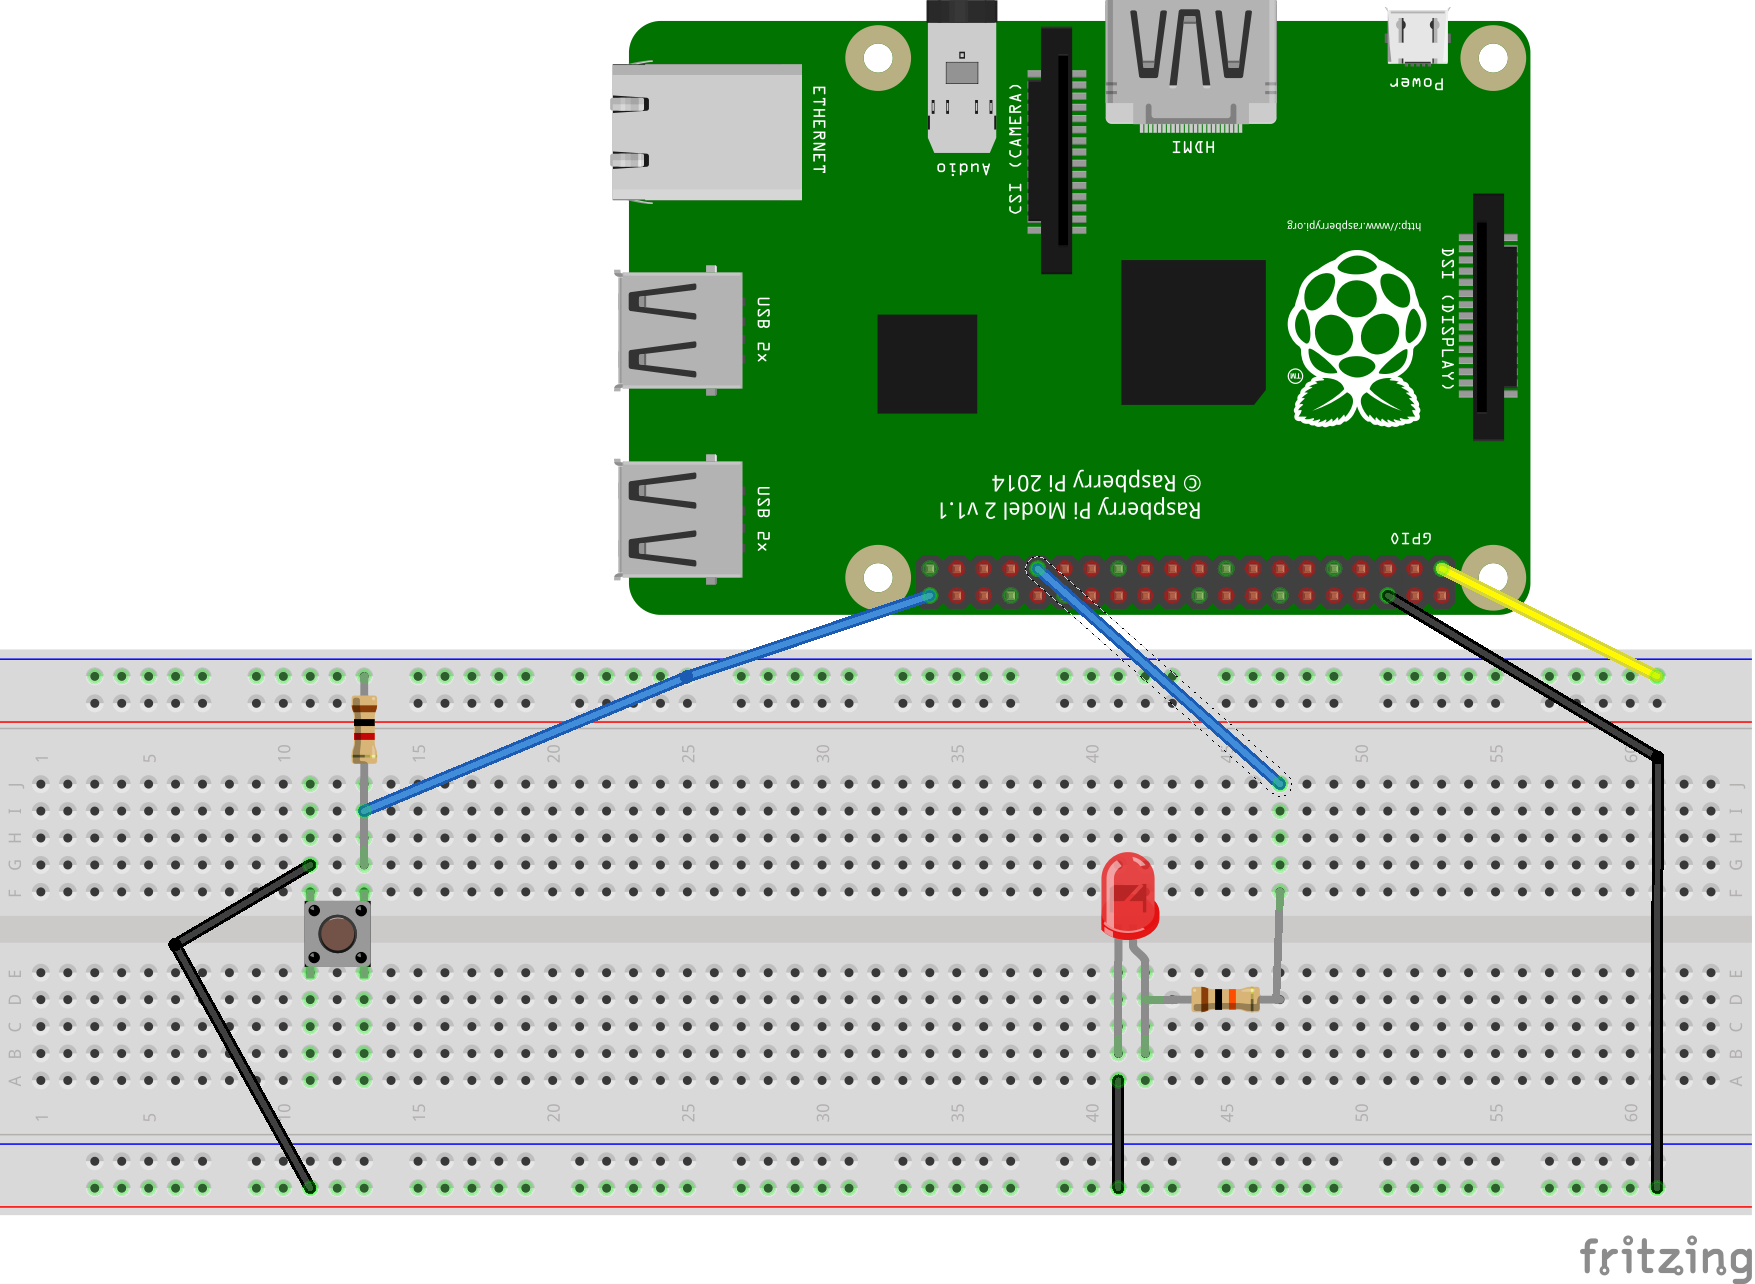 Power
ETHERNET
CSI (CAMERA)
HDMI
Audio
http://www.raspberrypi.org
DSI (DISPLAY)
USB 2x
TM
© Raspberry Pi 2014
Raspberry Pi Model 2 v1.1
USB 2x
GPIO
1 5 10 15 20 25 30 35 40 45 50 55 60
J J
I I
H H
G G
F F
E E
D D
C C
B B
A A
1 5 10 15 20 25 30 35 40 45 50 55 60
fritzing